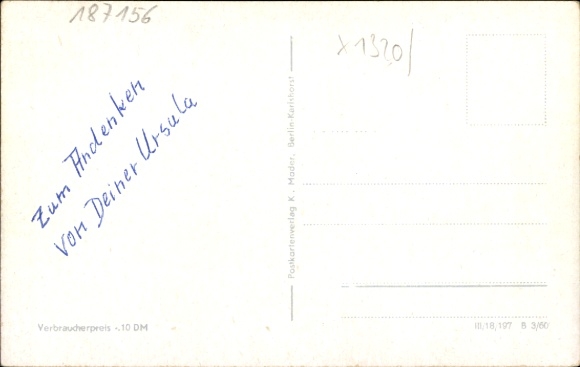 187156
x1320/
Zum Andenken
von Deiner Ursula
Postkartenverlag K. Mader, Berlin-Karlshorst
Verbraucherpreis -.10 DM
III/18/197 B 3/60